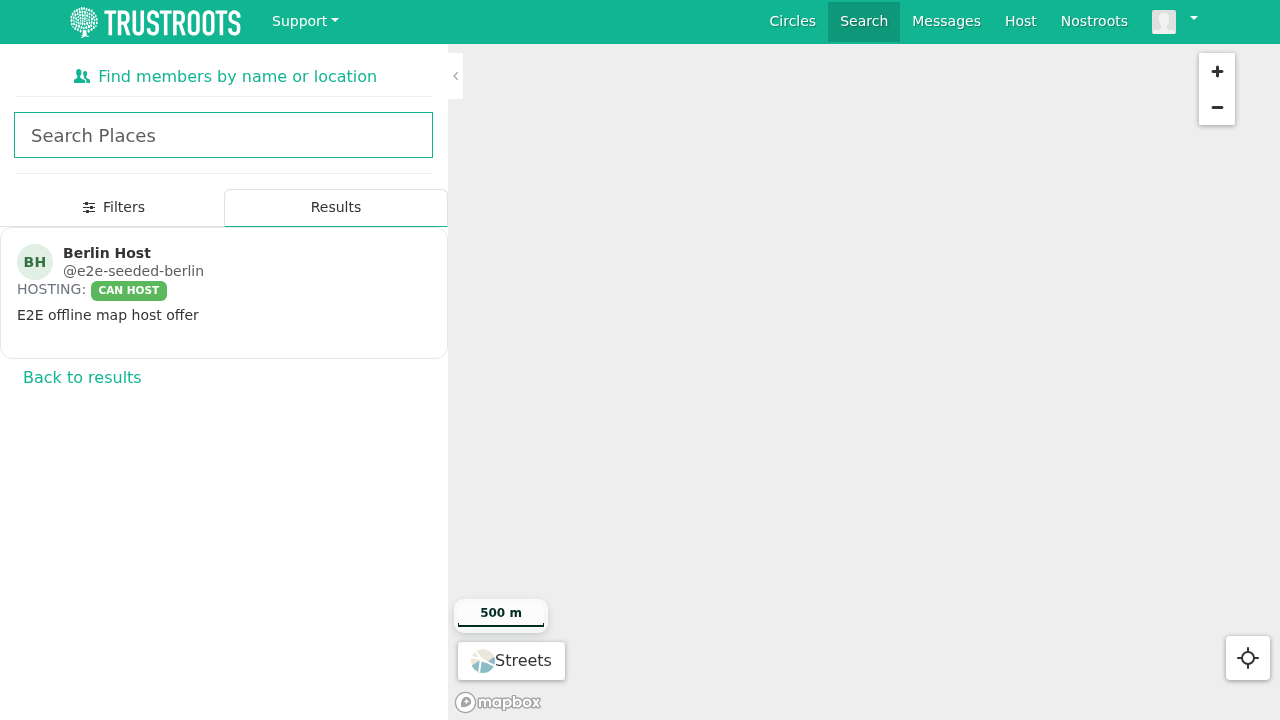 TRUSTROOTS
Support
Circles
Search
Messages
Host
Nostroots
Find members by name or location
Search Places
Filters
Results
BH
Berlin Host
@e2e-seeded-berlin
HOSTING: CAN HOST
E2E offline map host offer
Back to results
500 m
Streets
mapbox